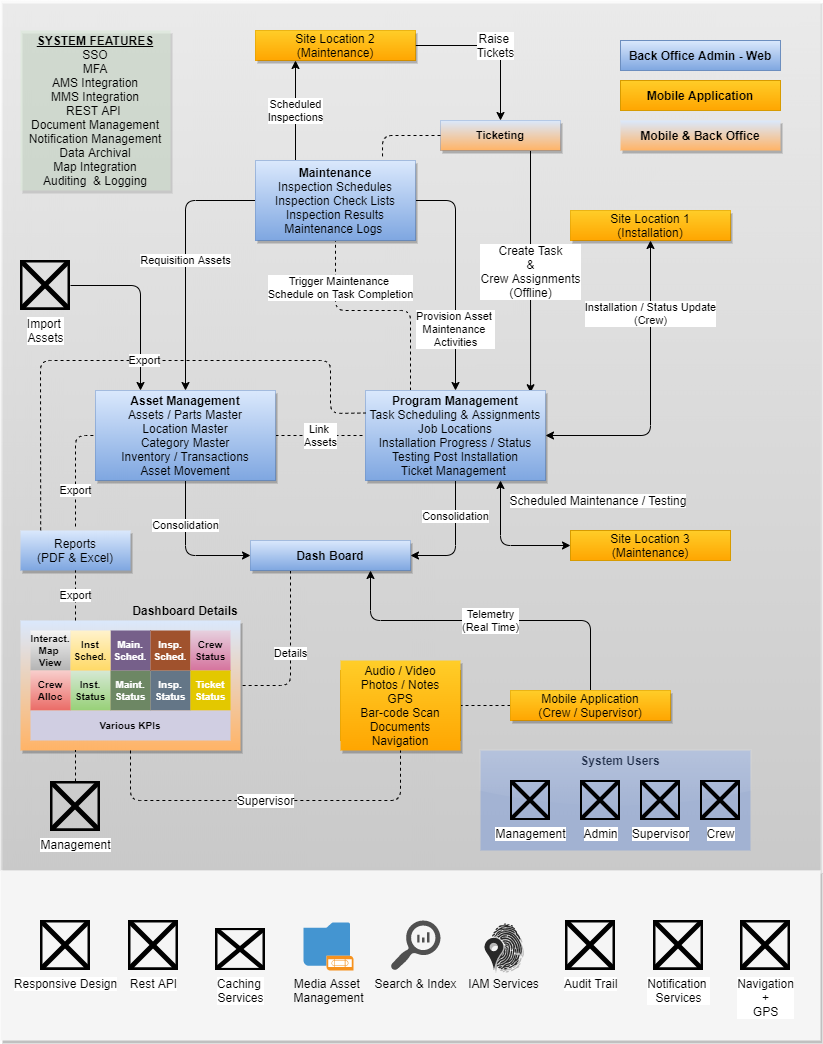 SYSTEM FEATURES
SSO
MFA
AMS Integration
MMS Integration
REST API
Document Management
Notification Management
Data Archival
Map Integration
Auditing & Logging
Site Location 2
(Maintenance)
Raise
Tickets
Back Office Admin - Web
Mobile Application
Mobile & Back Office
Scheduled
Inspections
Ticketing
Maintenance
Inspection Schedules
Inspection Check Lists
Inspection Results
Maintenance Logs
Site Location 1
(Installation)
Requisition Assets
Create Task
&
Crew Assignments
(Offline)
Trigger Maintenance
Schedule on Task Completion
Import
Assets
Provision Asset
Maintenance
Activities
Installation / Status Update
(Crew)
Export
Asset Management
Assets / Parts Master
Location Master
Category Master
Inventory / Transactions
Asset Movement
Link
Assets
Program Management
Task Scheduling & Assignments
Job Locations
Installation Progress / Status
Testing Post Installation
Ticket Management
Export
Consolidation
Consolidation
Scheduled Maintenance / Testing
Reports
(PDF & Excel)
Dash Board
Site Location 3
(Maintenance)
Export
Dashboard Details
Telemetry
(Real Time)
Interact.
Map
View
Inst
Sched.
Main.
Sched.
Insp.
Sched.
Crew
Status
Crew
Alloc
Inst.
Status
Maint.
Status
Insp.
Status
Ticket
Status
Various KPIs
Details
Audio / Video
Photos / Notes
GPS
Bar-code Scan
Documents
Navigation
Mobile Application
(Crew / Supervisor)
Supervisor
Management
System Users
Management
Admin
Supervisor
Crew
Responsive Design
Rest API
Caching
Services
Media Asset
Management
Search & Index
IAM Services
Audit Trail
Notification
Services
Navigation
+
GPS